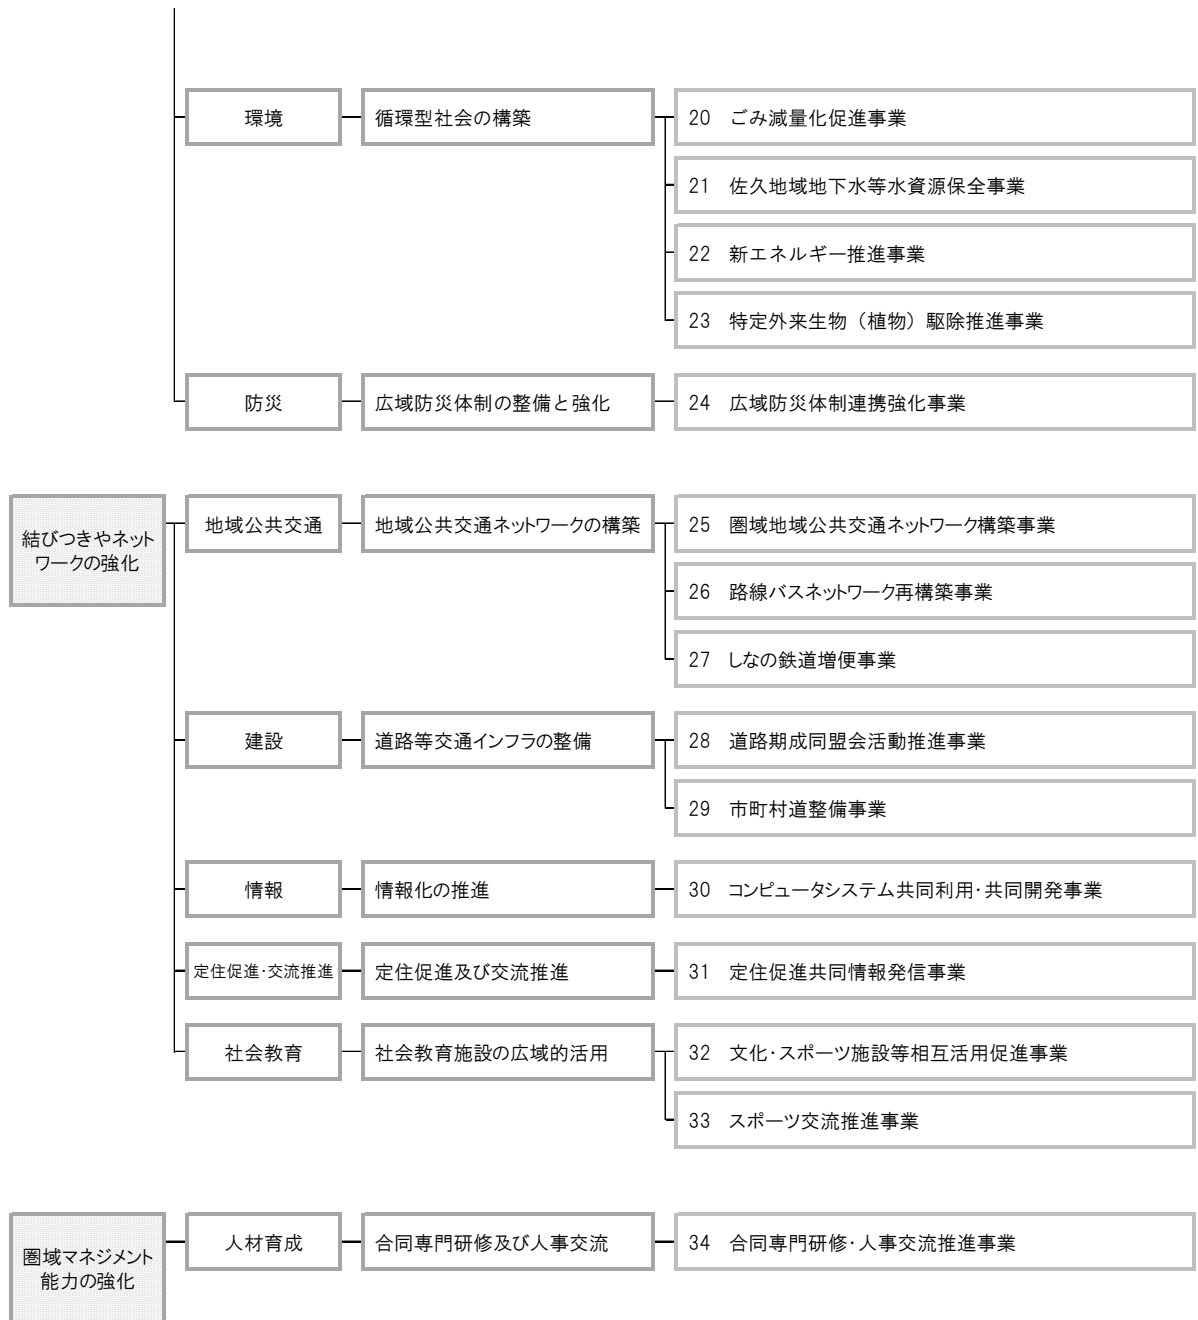 環境
循環型社会の構築
20 ごみ減量化促進事業
21 佐久地域地下水等水資源保全事業
22 新エネルギー推進事業
23 特定外来生物（植物）駆除推進事業
防災
広域防災体制の整備と強化
24 広域防災体制連携強化事業
結びつきやネット
ワークの強化
地域公共交通
地域公共交通ネットワークの構築
25 圏域地域公共交通ネットワーク構築事業
26 路線バスネットワーク再構築事業
27 しなの鉄道増便事業
建設
道路等交通インフラの整備
28 道路期成同盟会活動推進事業
29 市町村道整備事業
情報
情報化の推進
30 コンピュータシステム共同利用・共同開発事業
定住促進・交流推進
定住促進及び交流推進
31 定住促進共同情報発信事業
社会教育
社会教育施設の広域的活用
32 文化・スポーツ施設等相互活用促進事業
33 スポーツ交流推進事業
圏域マネジメント
能力の強化
人材育成
合同専門研修及び人事交流
34 合同専門研修・人事交流推進事業